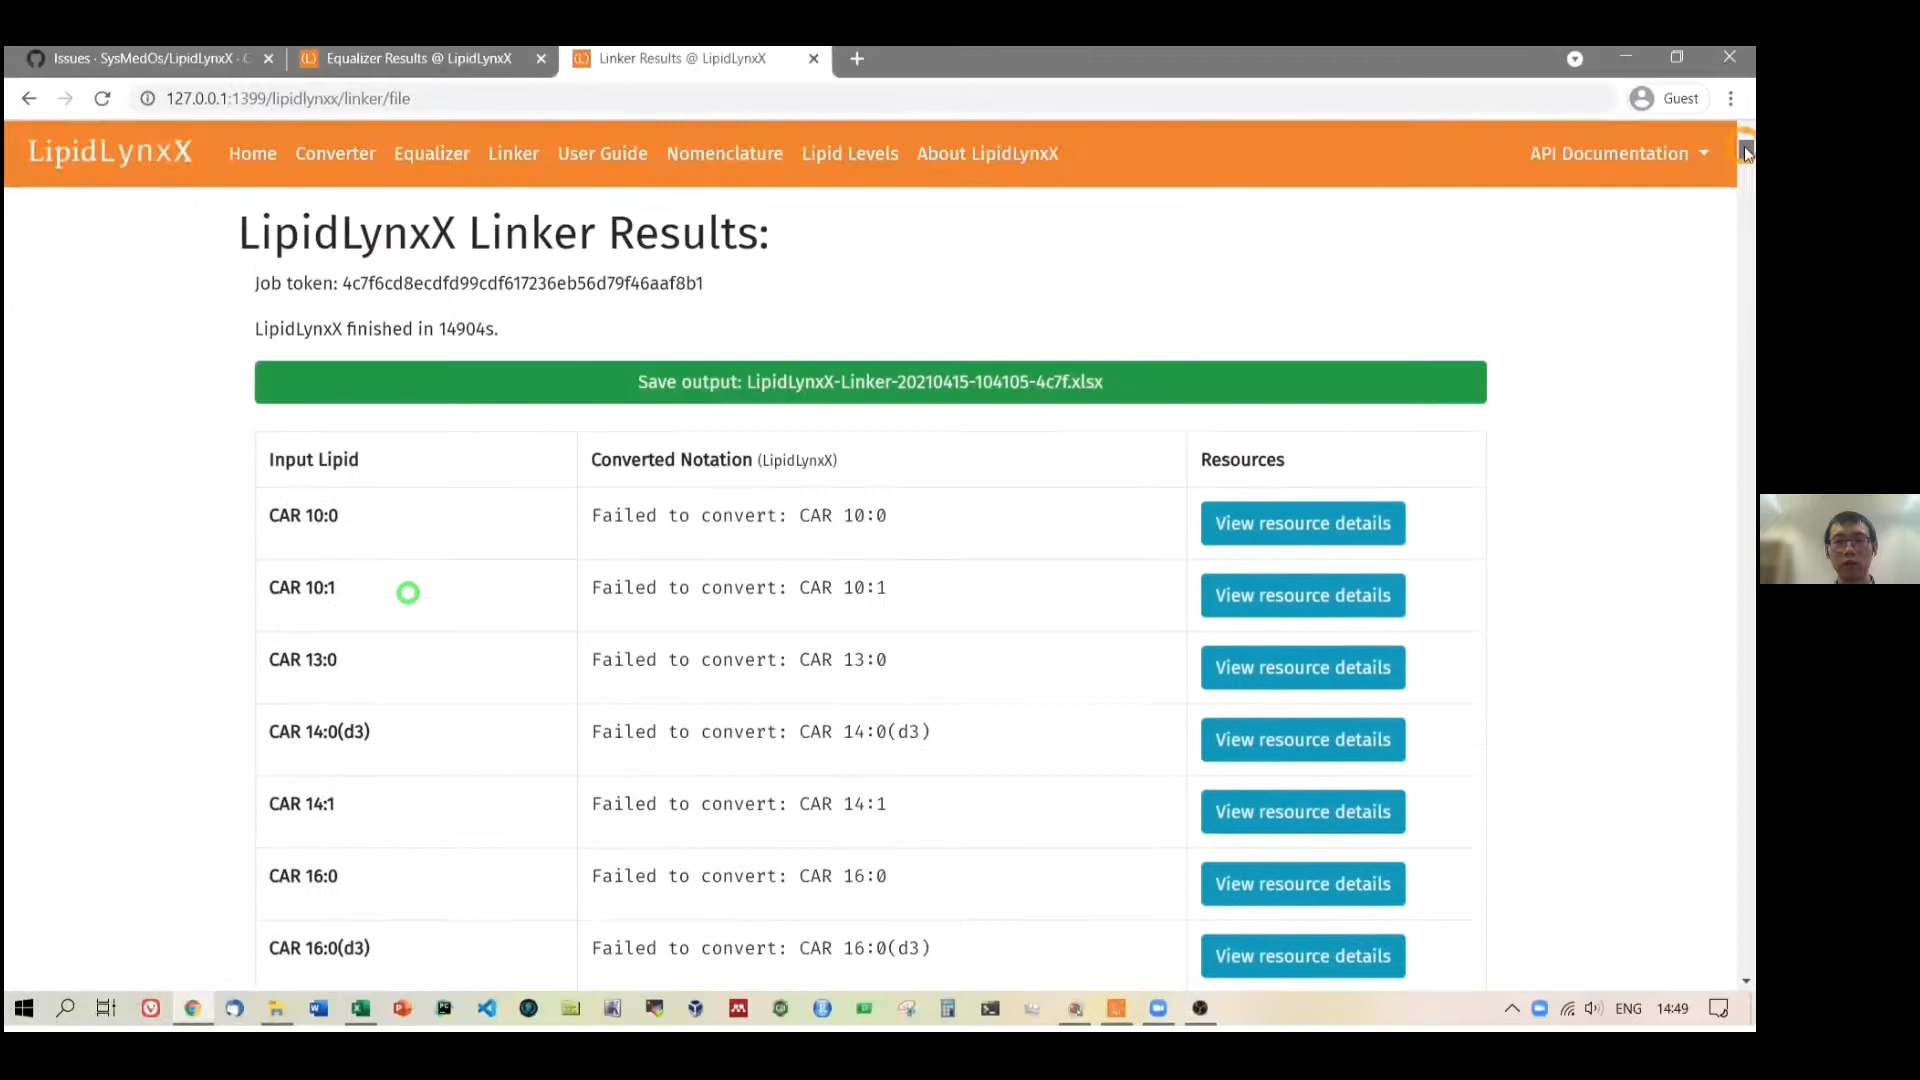 Issues · SysMedOs/LipidLynxX ·
Equalizer Results @ LipidLynxX
Linker Results @ LipidLynxX
127.0.0.1:1399/lipidlynxx/linker/file
Guest
LipidLynxX Home Converter Equalizer Linker User Guide Nomenclature Lipid Levels About LipidLynxX API Documentation
LipidLynxX Linker Results:
Job token: 4c7f6cd8ecdfd99cdf617236eb56d79f46aaf8b1
LipidLynxX finished in 14904s.
Save output: LipidLynxX-Linker-20210415-104105-4c7f.xlsx
Input Lipid Converted Notation (LipidLynxX) Resources
CAR 10:0 Failed to convert: CAR 10:0 View resource details
CAR 10:1 Failed to convert: CAR 10:1 View resource details
CAR 13:0 Failed to convert: CAR 13:0 View resource details
CAR 14:0(d3) Failed to convert: CAR 14:0(d3) View resource details
CAR 14:1 Failed to convert: CAR 14:1 View resource details
CAR 16:0 Failed to convert: CAR 16:0 View resource details
CAR 16:0(d3) Failed to convert: CAR 16:0(d3) View resource details
ENG 14:49